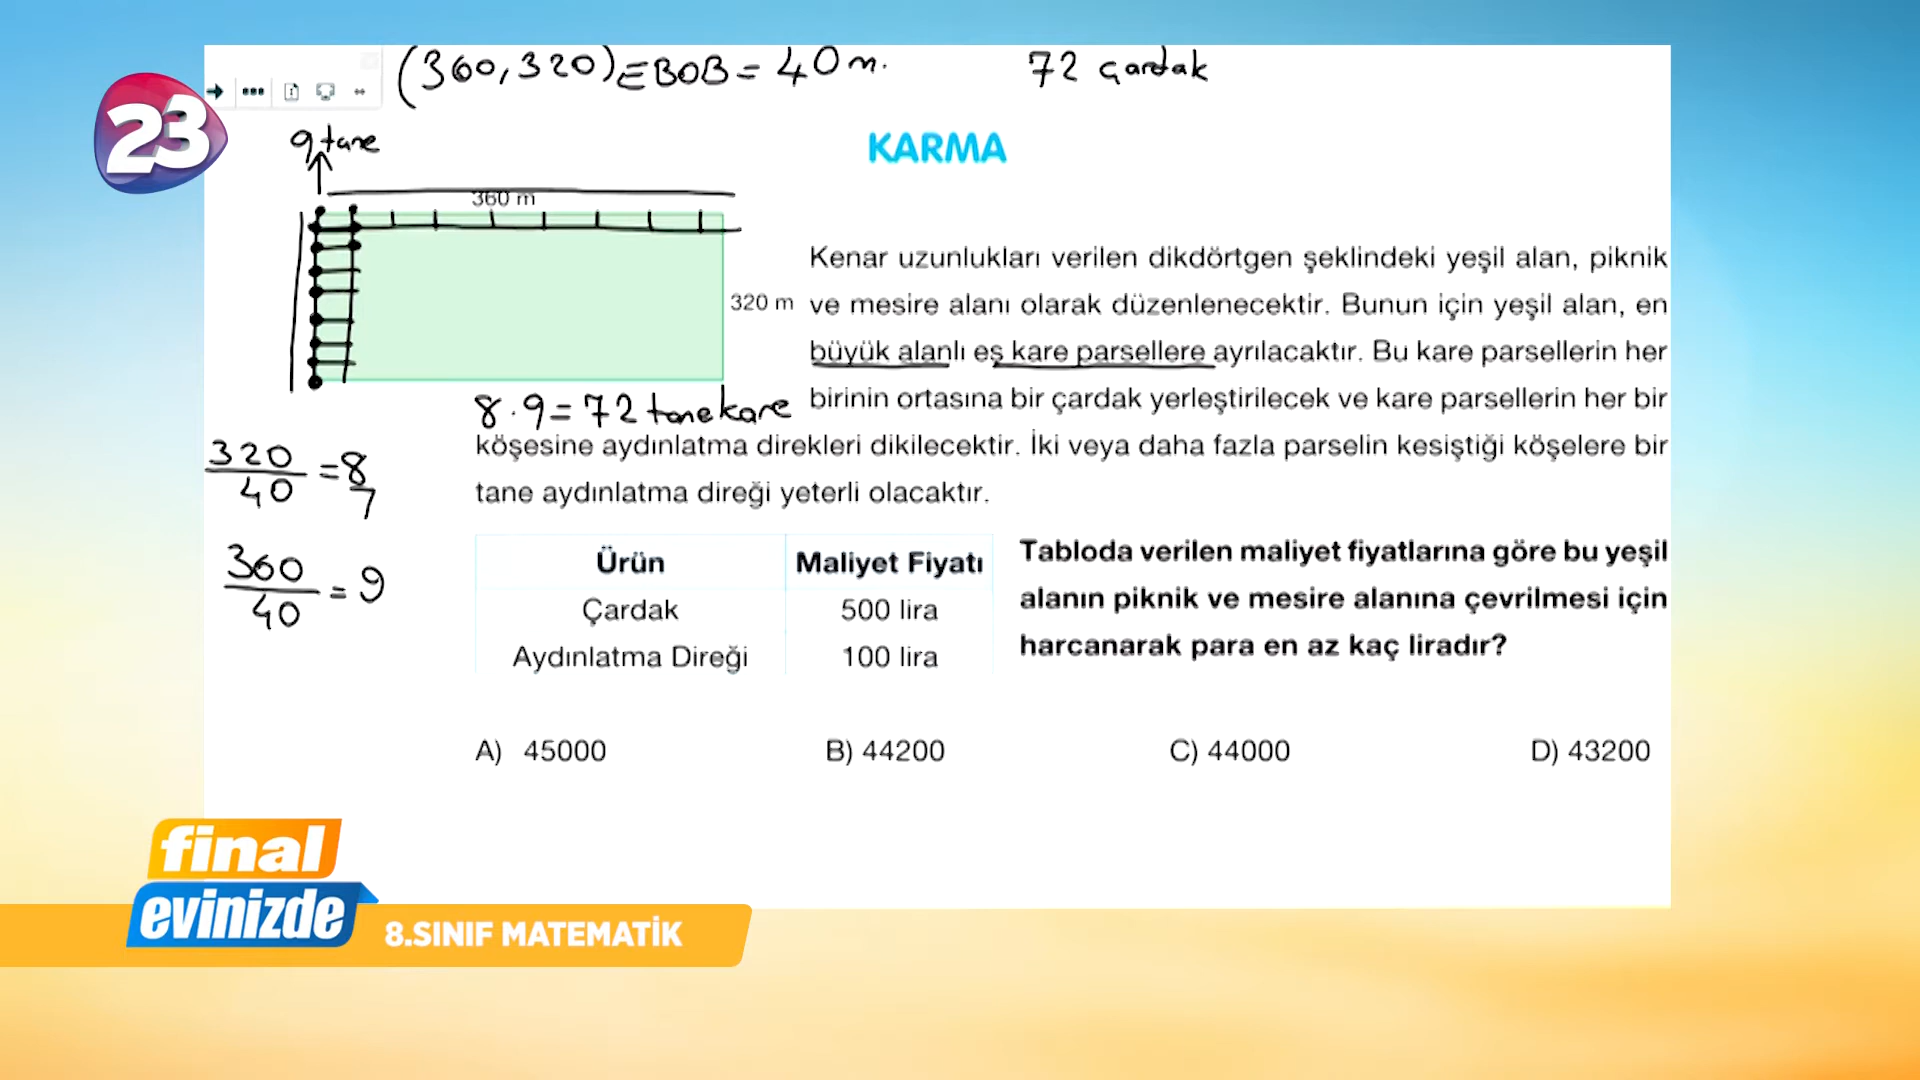 (360,320)EBOB = 40 m.
72 çardak
23
9 tane
KARMA
360 m
320 m
Kenar uzunlukları verilen dikdörtgen şeklindeki yeşil alan, piknik
ve mesire alanı olarak düzenlenecektir. Bunun için yeşil alan, en
büyük alanlı eş kare parsellere ayrılacaktır. Bu kare parsellerin her
birinin ortasına bir çardak yerleştirilecek ve kare parsellerin her bir
8.9=72 tane kare
köşesine aydınlatma direkleri dikilecektir. İki veya daha fazla parselin kesiştiği köşelere bir
tane aydınlatma direği yeterli olacaktır.
320/40 = 8
7
360/40 = 9
Ürün Maliyet Fiyatı
Çardak 500 lira
Aydınlatma Direği 100 lira
Tabloda verilen maliyet fiyatlarına göre bu yeşil
alanın piknik ve mesire alanına çevrilmesi için
harcanarak para en az kaç liradır?
A) 45000 B) 44200 C) 44000 D) 43200
final
evinizde
8.SINIF MATEMATİK